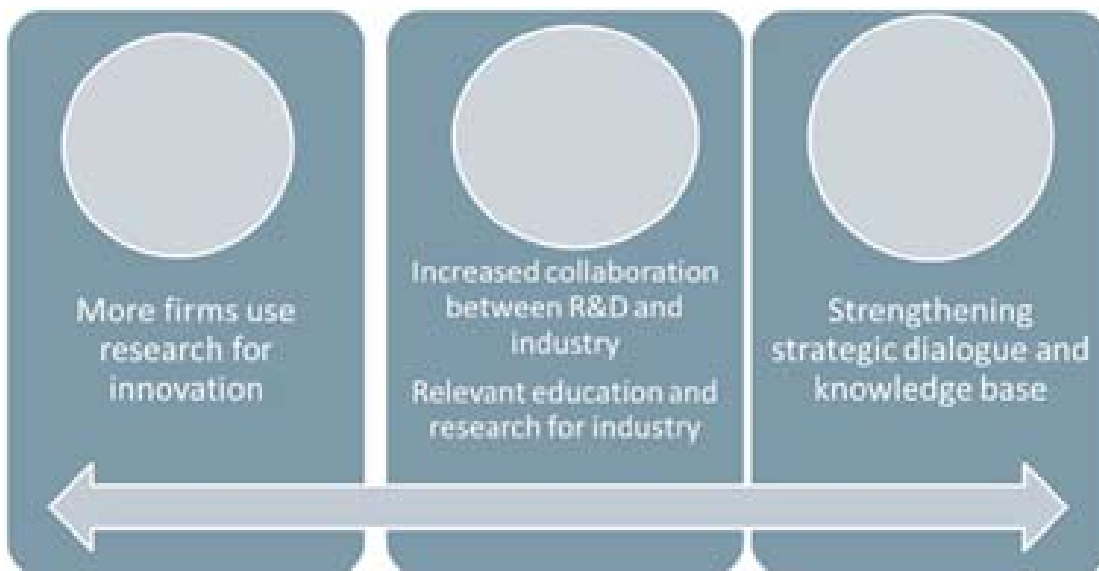 More firms use
research for
innovation
Increased collaboration
between R&D and
industry
Relevant education and
research for industry
Strengthening
strategic dialogue and
knowledge base